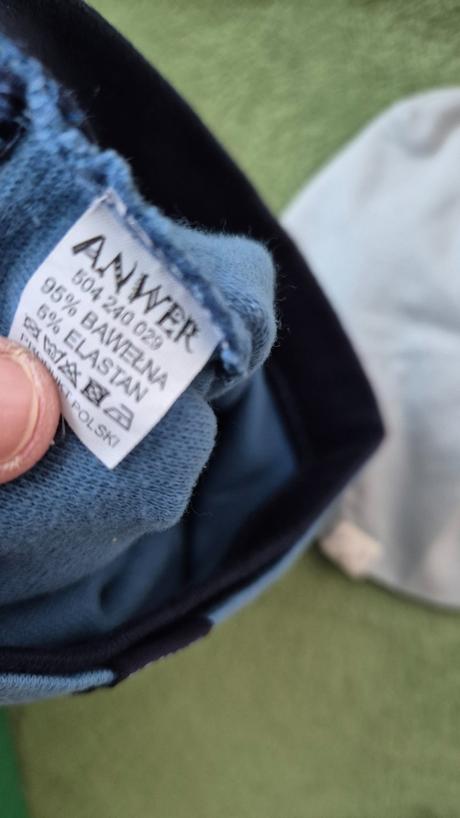 ANWER
504 240 029
95% BAWEŁNA
5% ELASTAN
POLSKI